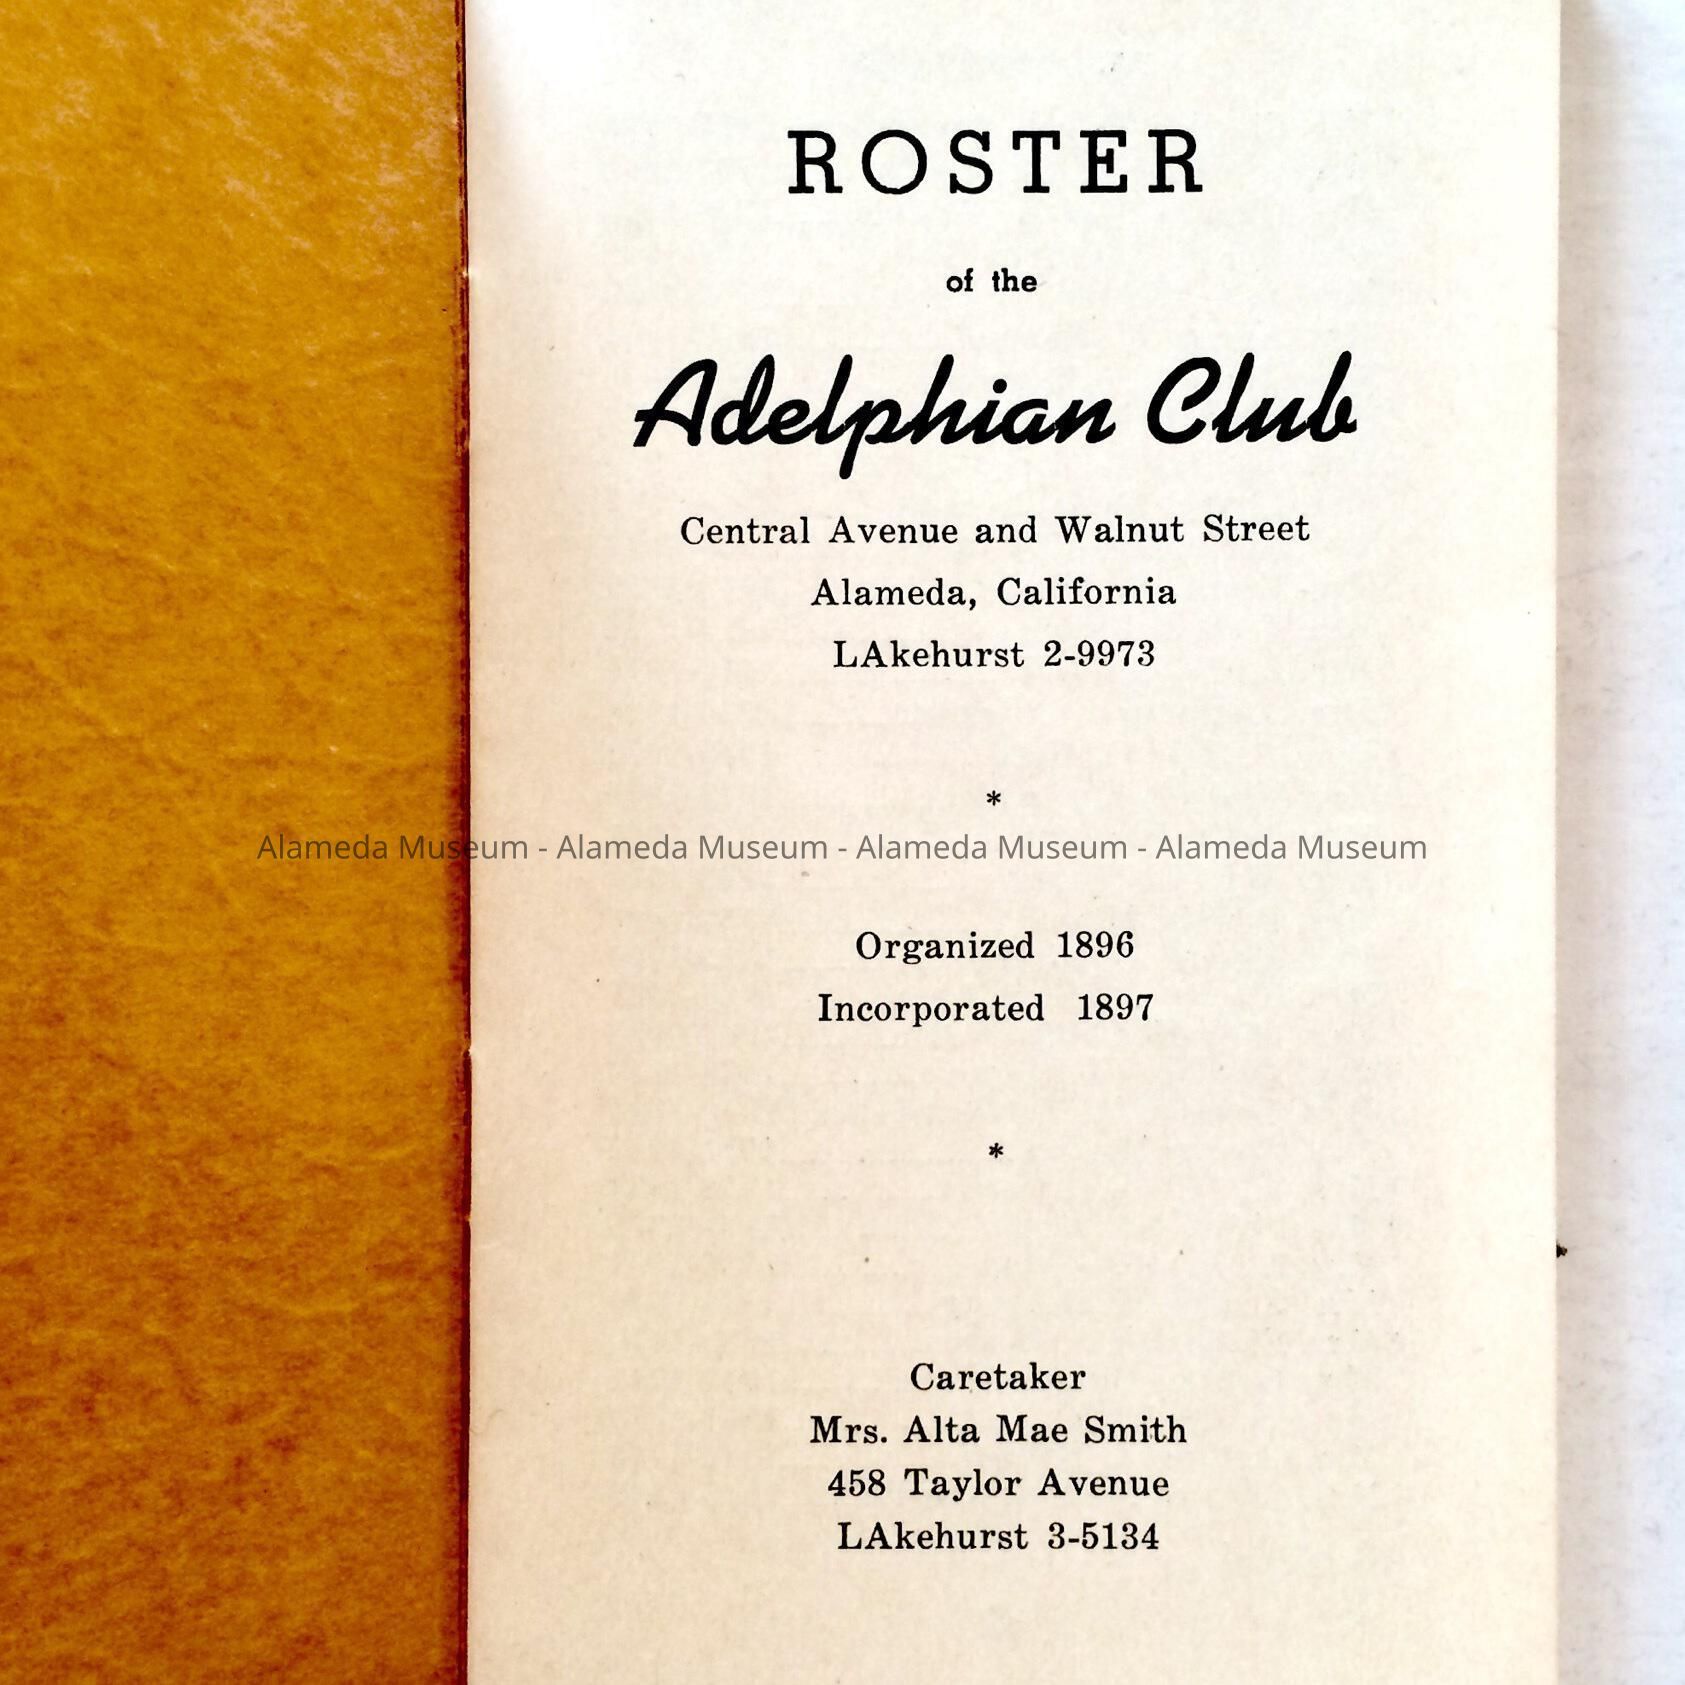 ROSTER
of the
Adelphian Club
Central Avenue and Walnut Street
Alameda, California
LAkehurst 2-9973
*
Alameda Museum - Alameda Museum - Alameda Museum - Alameda Museum
Organized 1896
Incorporated 1897
*
Caretaker
Mrs. Alta Mae Smith
458 Taylor Avenue
LAkehurst 3-5134